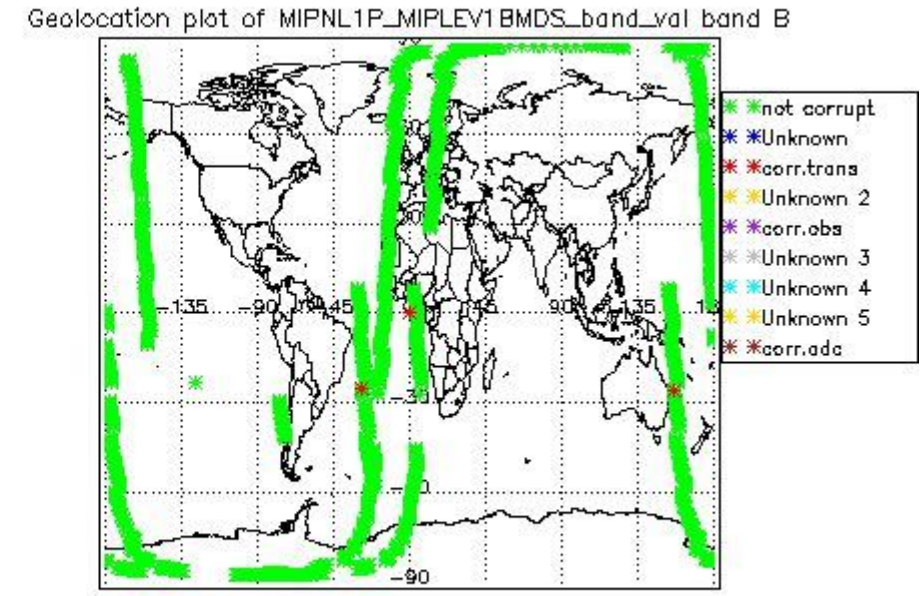 Geolocation plot of MIPNL1P_MIPLEV1BMDS_band_val band B
not corrupt
Unknown
corr.trans
Unknown 2
corr.obs
Unknown 3
Unknown 4
Unknown 5
corr.adc
-135 -90 -45 45 90 135
-30
-90